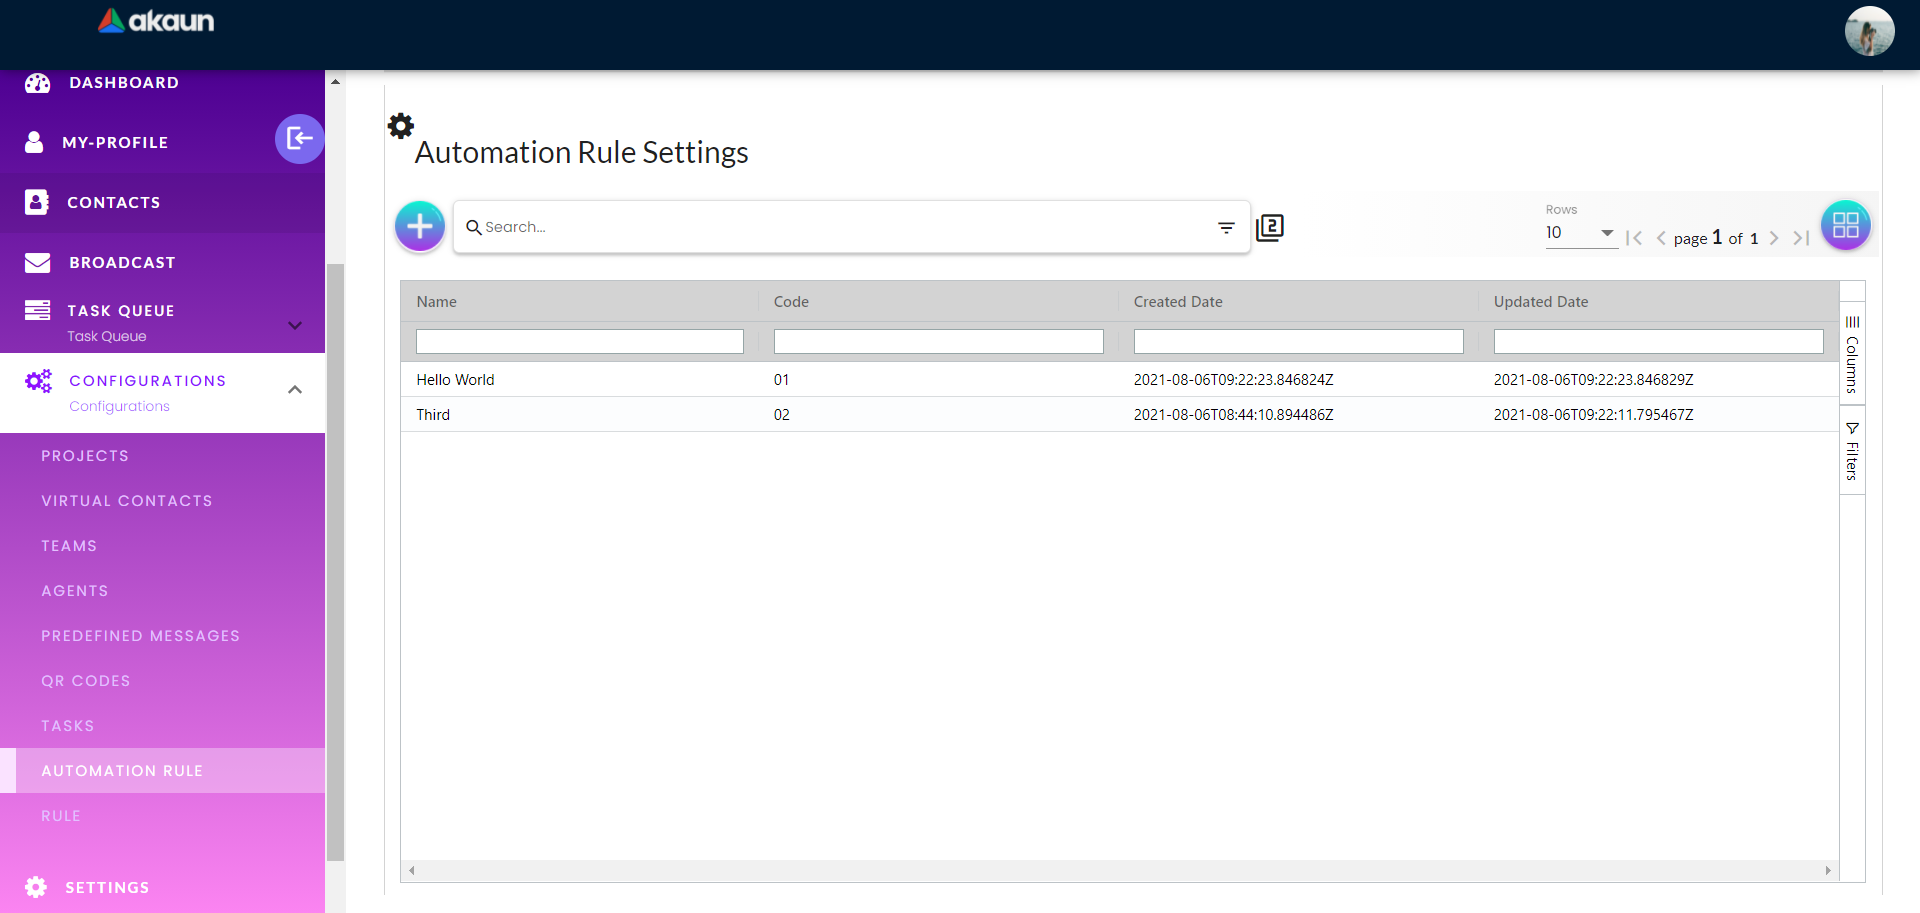 akaun
DASHBOARD
MY-PROFILE
CONTACTS
BROADCAST
TASK QUEUE
Task Queue
CONFIGURATIONS
Configurations
PROJECTS
VIRTUAL CONTACTS
TEAMS
AGENTS
PREDEFINED MESSAGES
QR CODES
TASKS
AUTOMATION RULE
RULE
SETTINGS
Automation Rule Settings
Search...
2
Rows
10
page 1 of 1
Name Code Created Date Updated Date
Hello World 01 2021-08-06T09:22:23.846824Z 2021-08-06T09:22:23.846829Z
Third 02 2021-08-06T08:44:10.894486Z 2021-08-06T09:22:11.795467Z
Columns
Filters